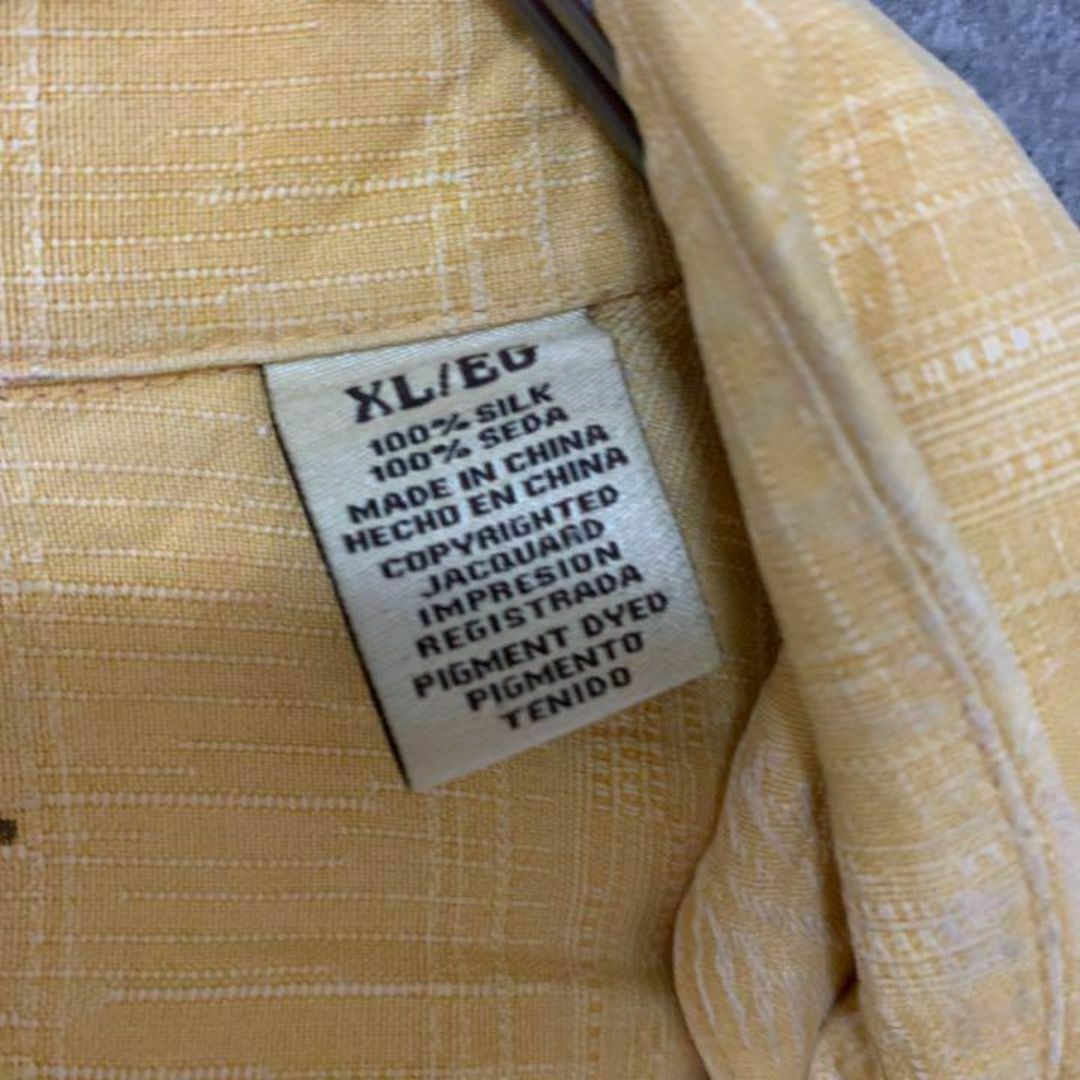 XL/EG
100% SILK
100% SEDA
MADE IN CHINA
HECHO EN CHINA
COPYRIGHTED
JACQUARD
IMPRESION
REGISTRADA
PIGMENT DYED
PIGMENTO
TENIDO